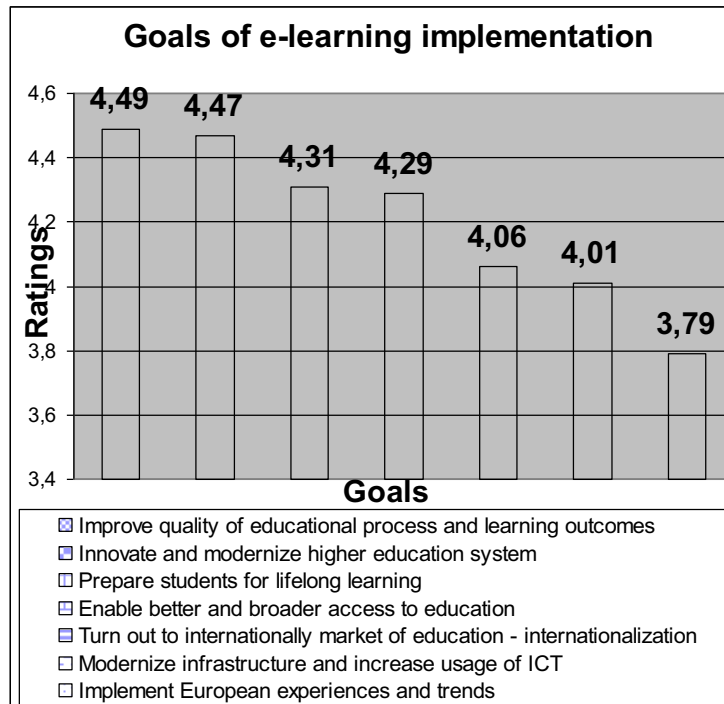 Goals of e-learning implementation
4,6
4,4
4,2
4
3,8
3,6
3,4
Ratings
4,49
4,47
4,31
4,29
4,06
4,01
3,79
Goals
Improve quality of educational process and learning outcomes
Innovate and modernize higher education system
Prepare students for lifelong learning
Enable better and broader access to education
Turn out to internationally market of education - internationalization
Modernize infrastructure and increase usage of ICT
Implement European experiences and trends